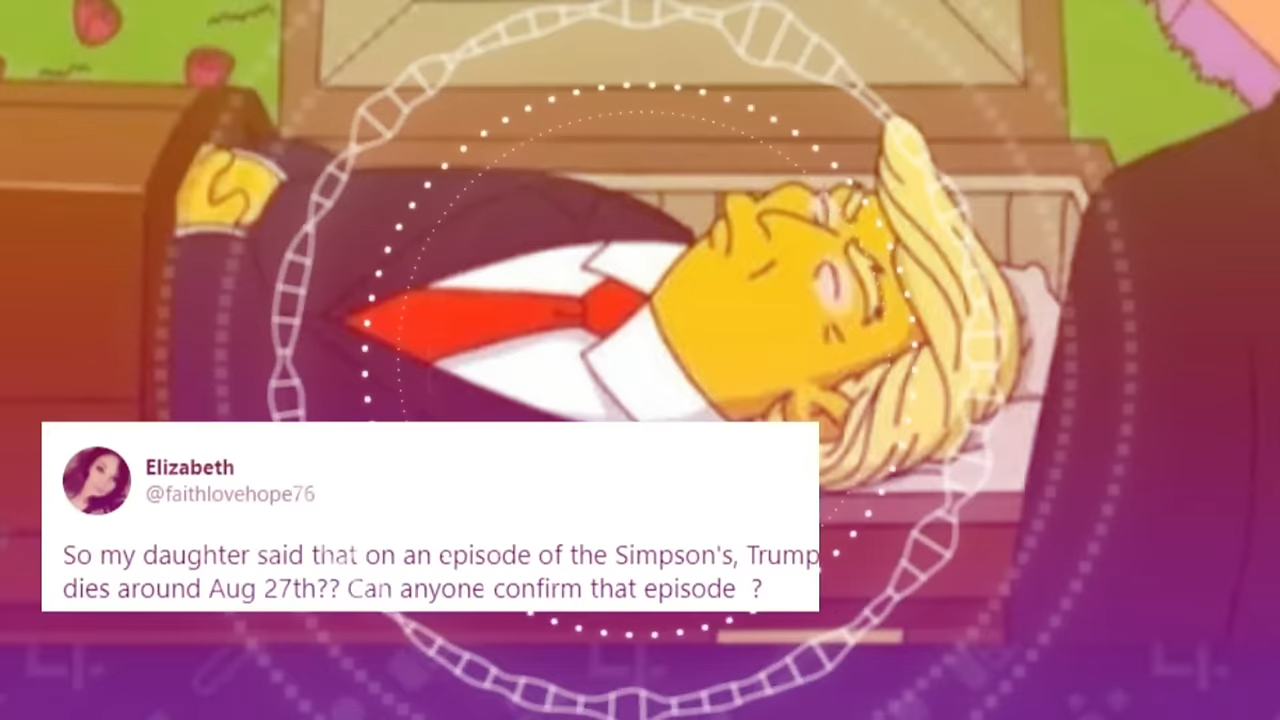 Elizabeth
@faithlovehope76
So my daughter said that on an episode of the Simpson's, Trump
dies around Aug 27th?? Can anyone confirm that episode ?